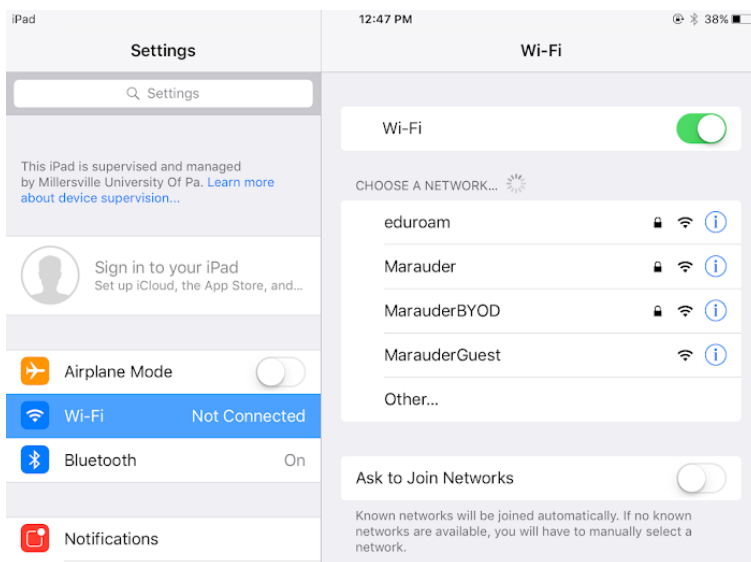 iPad
12:47 PM
38%
Settings
Wi-Fi
Settings
This iPad is supervised and managed
by Millersville University Of Pa. Learn more
about device supervision...
Sign in to your iPad
Set up iCloud, the App Store, and...
Airplane Mode
Wi-Fi Not Connected
Bluetooth On
Notifications
Wi-Fi
CHOOSE A NETWORK...
eduroam
Marauder
MarauderBYOD
MarauderGuest
Other...
Ask to Join Networks
Known networks will be joined automatically. If no known
networks are available, you will have to manually select a
network.